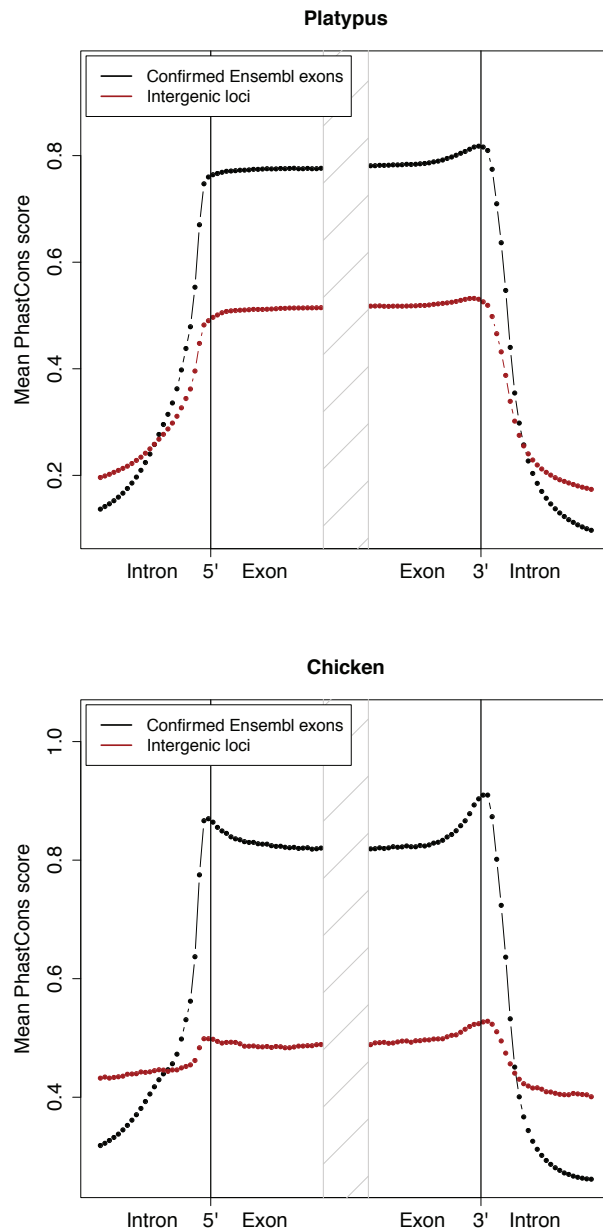 Platypus
Confirmed Ensembl exons
Intergenic loci
Mean PhastCons score
0.8
0.6
0.4
0.2
Intron 5' Exon Exon 3' Intron
Chicken
Confirmed Ensembl exons
Intergenic loci
Mean PhastCons score
1.0
0.8
0.6
0.4
Intron 5' Exon Exon 3' Intron